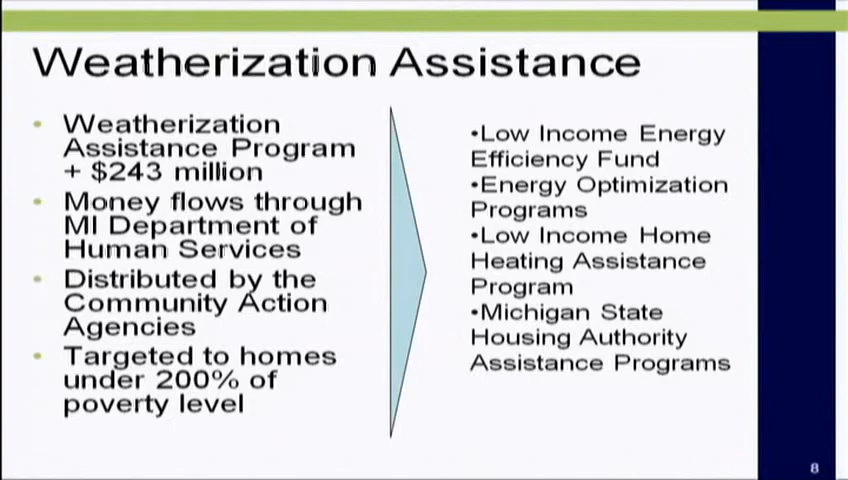 Weatherization Assistance
• Weatherization
Assistance Program
+ $243 million
• Money flows through
MI Department of
Human Services
• Distributed by the
Community Action
Agencies
• Targeted to homes
under 200% of
poverty level
•Low Income Energy
Efficiency Fund
•Energy Optimization
Programs
•Low Income Home
Heating Assistance
Program
•Michigan State
Housing Authority
Assistance Programs
8